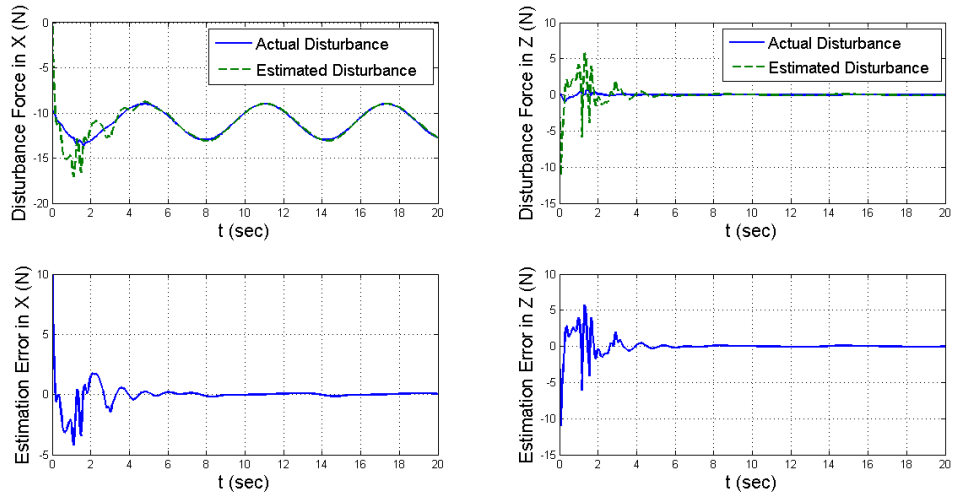 Disturbance Force in X (N)
0
-5
-10
-15
-20
Actual Disturbance
Estimated Disturbance
0 2 4 6 8 10 12 14 16 18 20
t (sec)
Disturbance Force in Z (N)
10
5
0
-5
-10
-15
Actual Disturbance
Estimated Disturbance
0 2 4 6 8 10 12 14 16 18 20
t (sec)
Estimation Error in X (N)
10
5
0
-5
0 2 4 6 8 10 12 14 16 18 20
t (sec)
Estimation Error in Z (N)
10
5
0
-5
-10
-15
0 2 4 6 8 10 12 14 16 18 20
t (sec)